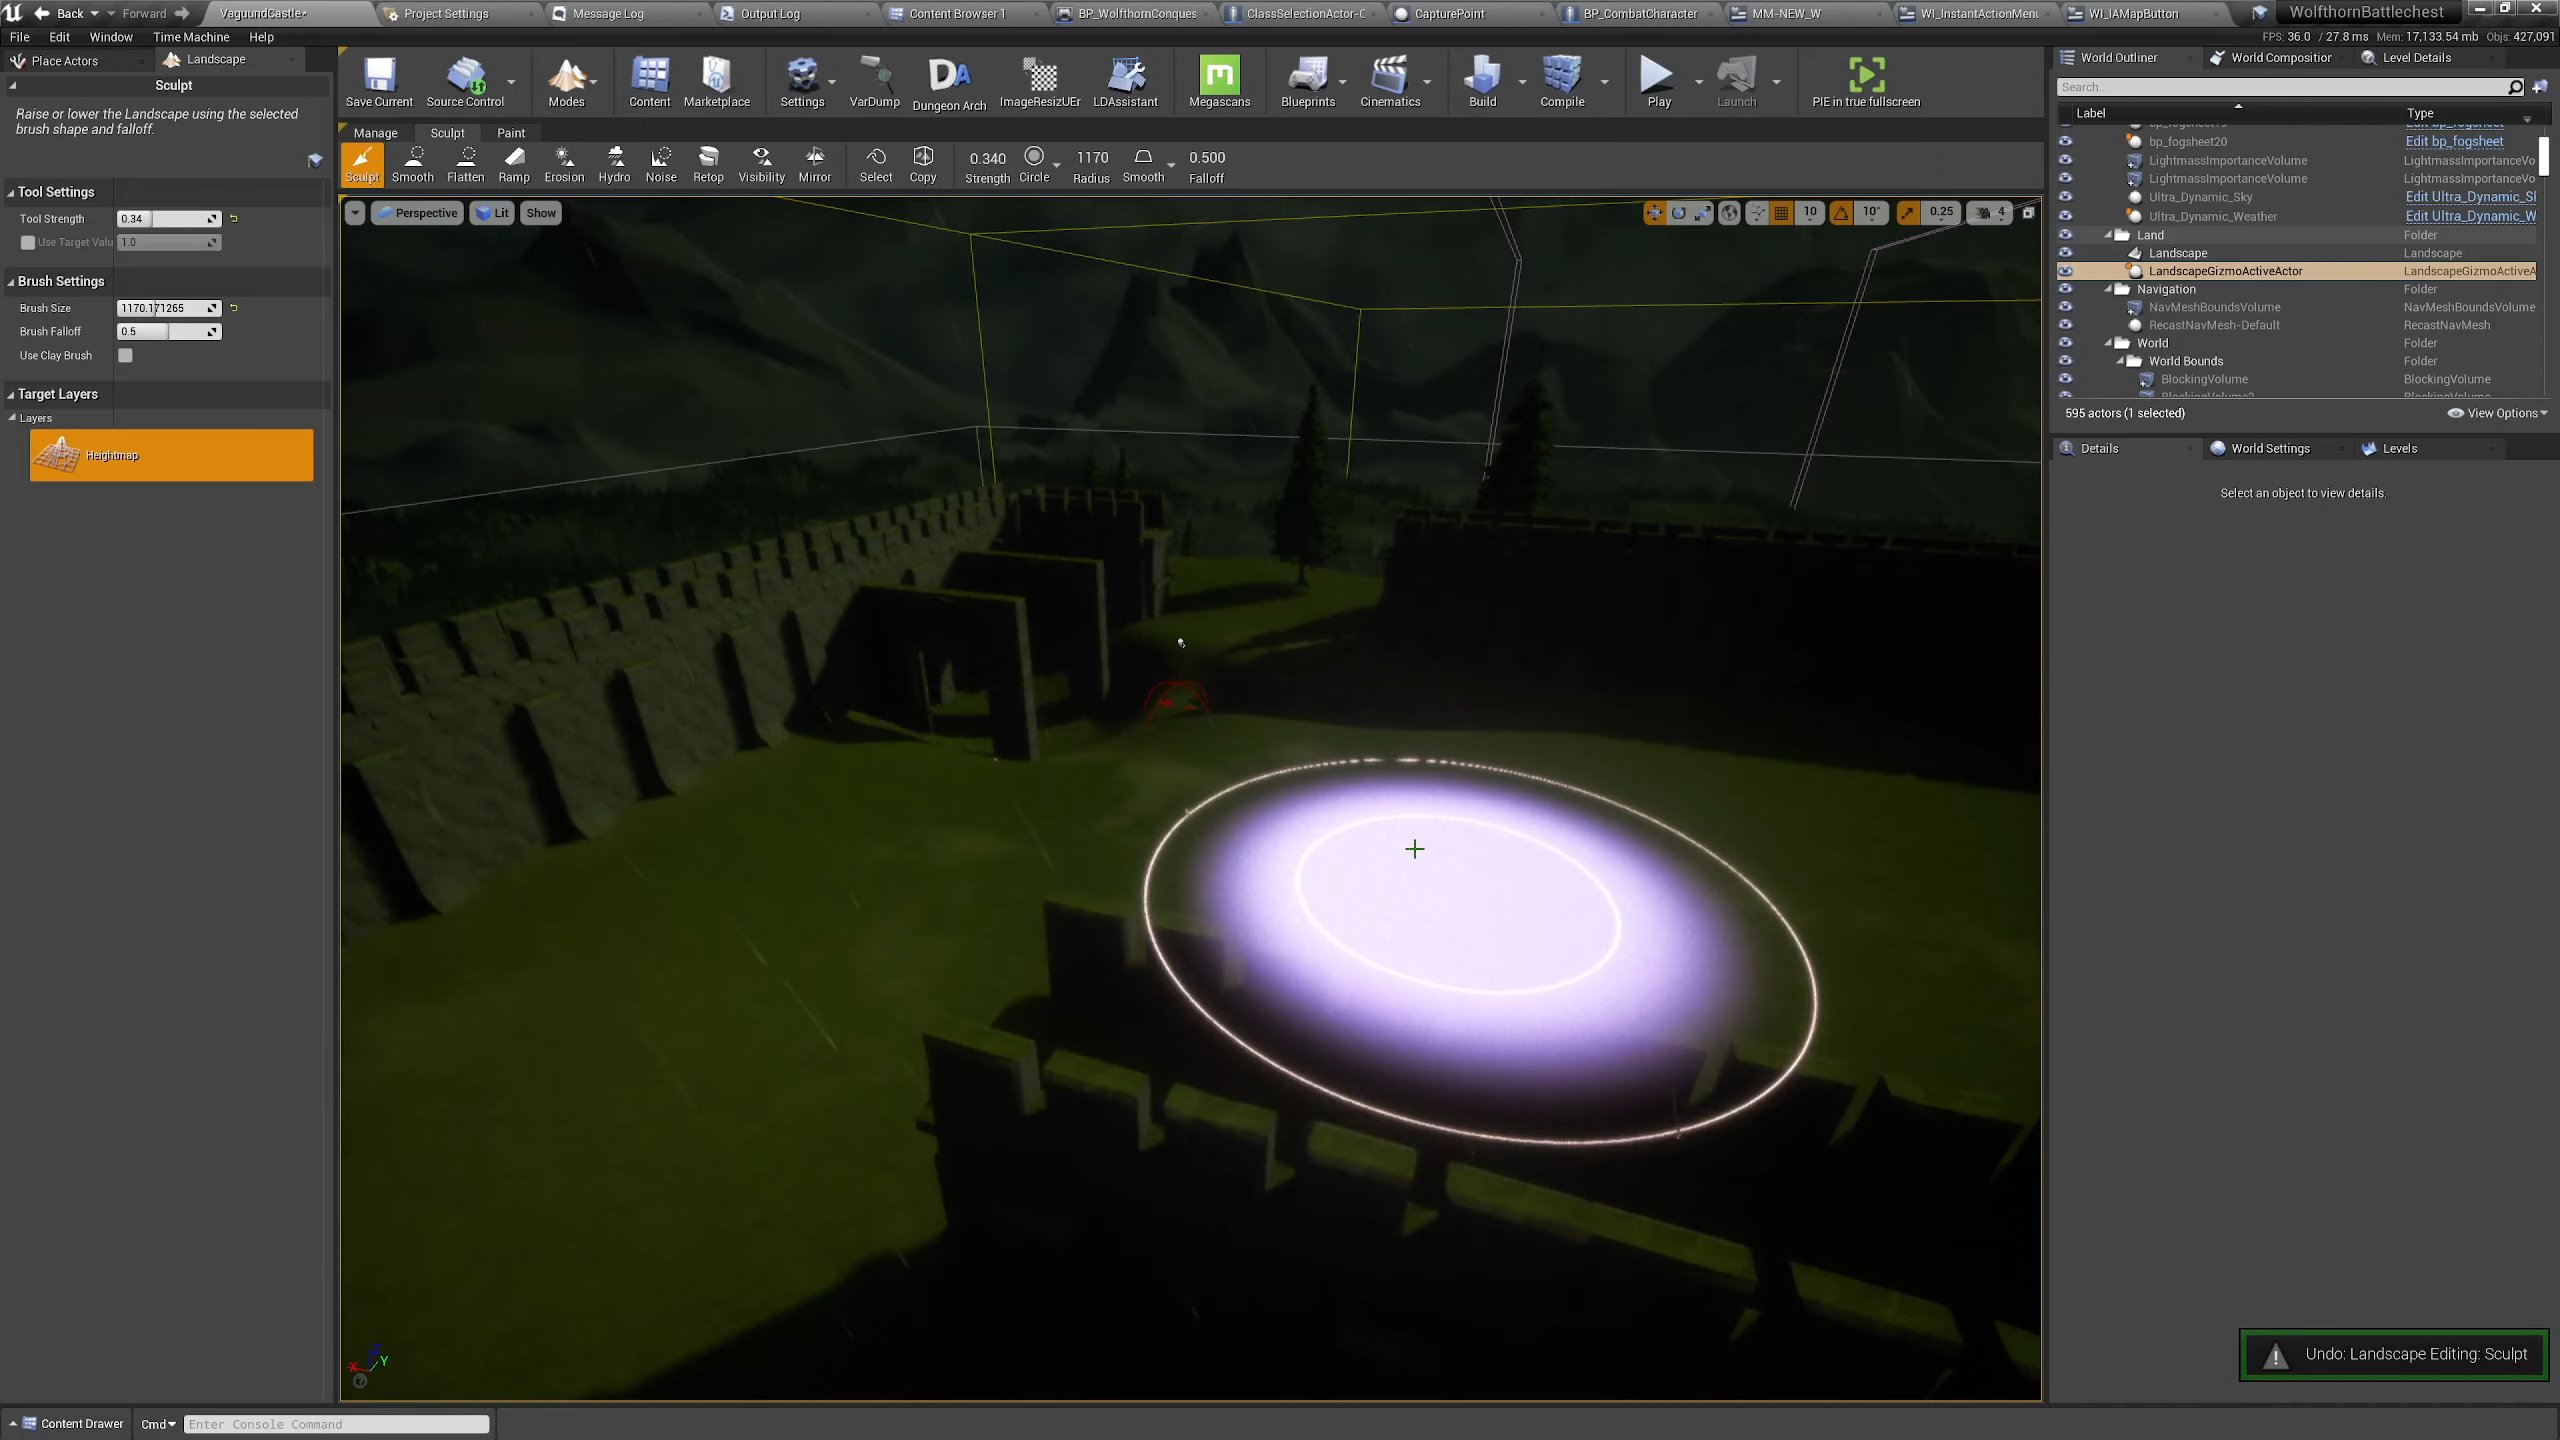 Back Forward VaguundCastle* Project Settings Message Log Output Log Content Browser 1 BP_WolfthornConques ClassSelectionActor-C CapturePoint BP_CombatCharacter MM-NEW_W WI_InstantActionMenu WI_IAMapButton WolfthornBattlechest
File Edit Window Time Machine Help
FPS: 36.0 / 27.8 ms Mem: 17,133.54 mb Objs: 427,091
Place Actors Landscape
Sculpt
Raise or lower the Landscape using the selected
brush shape and falloff.
Tool Settings
Tool Strength 0.34
Use Target Valu 1.0
Brush Settings
Brush Size 1170.171265
Brush Falloff 0.5
Use Clay Brush
Target Layers
Layers
Heightmap
Save Current Source Control Modes Content Marketplace Settings VarDump Dungeon Arch ImageResizUEr LDAssistant Megascans Blueprints Cinematics Build Compile Play Launch PIE in true fullscreen
Manage Sculpt Paint
Sculpt Smooth Flatten Ramp Erosion Hydro Noise Retop Visibility Mirror Select Copy
0.340 1170 0.500
Strength Circle Radius Smooth Falloff
Perspective Lit Show
10 10° 0.25 4
X Y Z
World Outliner World Composition Level Details
Search...
Label Type
bp_fogsheet19 Edit bp_fogsheet
bp_fogsheet20 Edit bp_fogsheet
LightmassImportanceVolume LightmassImportanceVo
LightmassImportanceVolume LightmassImportanceVo
Ultra_Dynamic_Sky Edit Ultra_Dynamic_Sl
Ultra_Dynamic_Weather Edit Ultra_Dynamic_W
Land Folder
Landscape Landscape
LandscapeGizmoActiveActor LandscapeGizmoActiveA
Navigation Folder
NavMeshBoundsVolume NavMeshBoundsVolume
RecastNavMesh-Default RecastNavMesh
World Folder
World Bounds Folder
BlockingVolume BlockingVolume
BlockingVolume2 BlockingVolume
595 actors (1 selected) View Options
Details World Settings Levels
Select an object to view details.
Undo: Landscape Editing: Sculpt
Content Drawer Cmd Enter Console Command